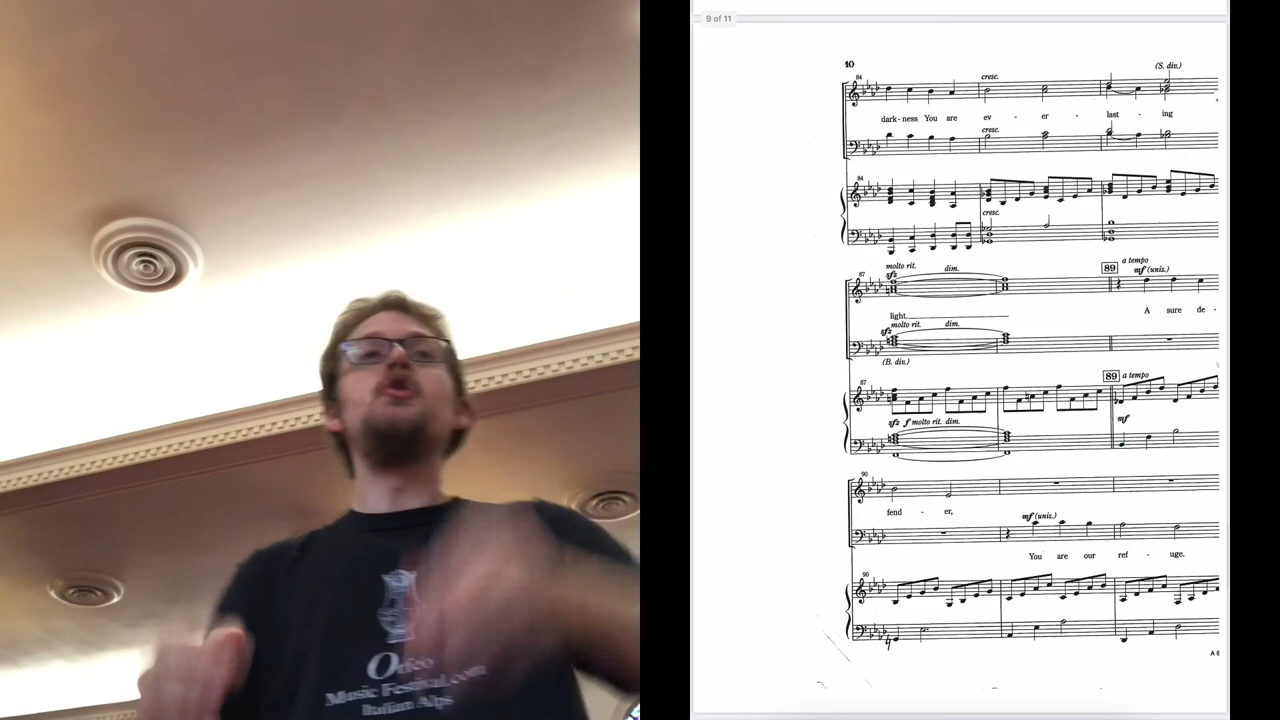 Orfeo
Music Festival.com
Italian Alps
9 of 11
10
(S. div.)
84
cresc.
dark - ness You are ev - er - last - ing
cresc.
84
cresc.
molto rit. dim.
89 a tempo
87
sfz
mf (unis.)
light.
A sure de -
molto rit. dim.
sfz
(B. div.)
87
89 a tempo
sfz f molto rit. dim.
mf
90
fend - er,
mf (unis.)
You are our ref - uge.
90
A 6